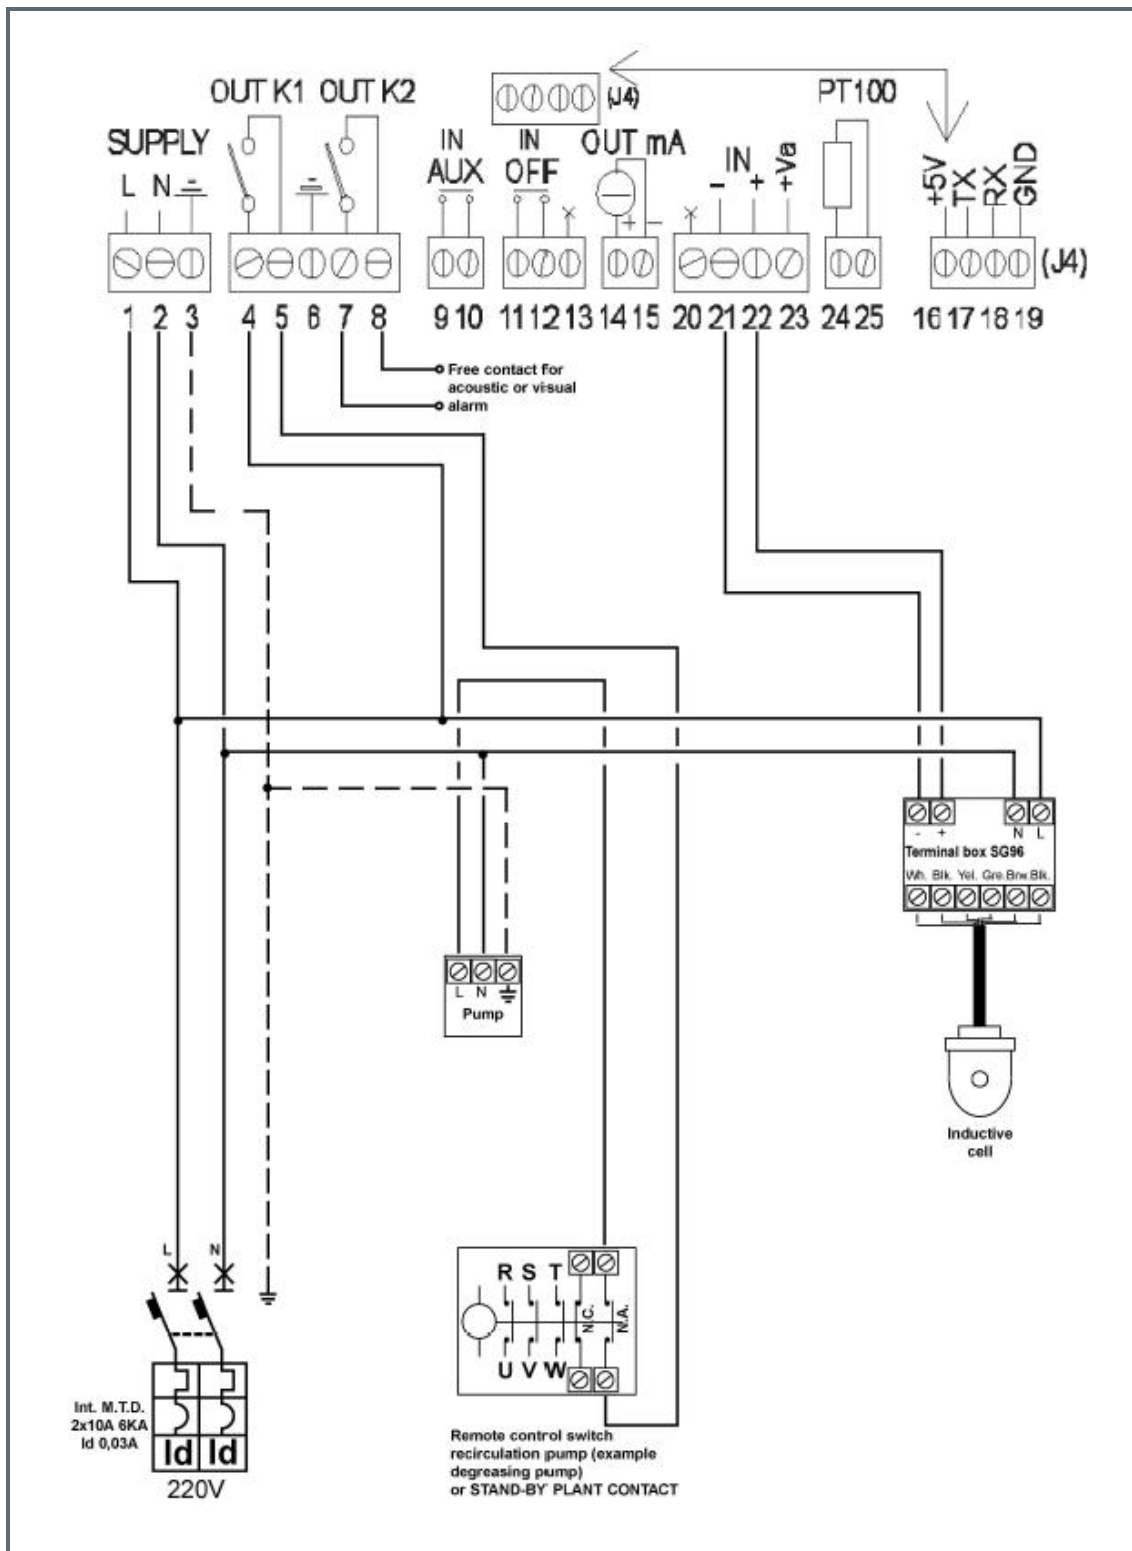 OUT K1 OUT K2
(J4)
PT100
SUPPLY
L N
IN
AUX
IN
OFF
OUT mA
+ -
- IN + +Va
+5V TX RX GND
(J4)
1 2 3 4 5 6 7 8 9 10 11 12 13 14 15 20 21 22 23 24 25 16 17 18 19
Free contact for
acoustic or visual
alarm
- + N L
Terminal box SG96
Wh. Blk. Yel. Gre. Brw. Blk.
L N
Pump
Inductive
cell
L N
R S T
N.C. N.A.
U V W
Int. M.T.D.
2x10A 6KA
Id 0,03A
Id Id
220V
Remote control switch
recirculation pump (example
degreasing pump)
or STAND-BY PLANT CONTACT